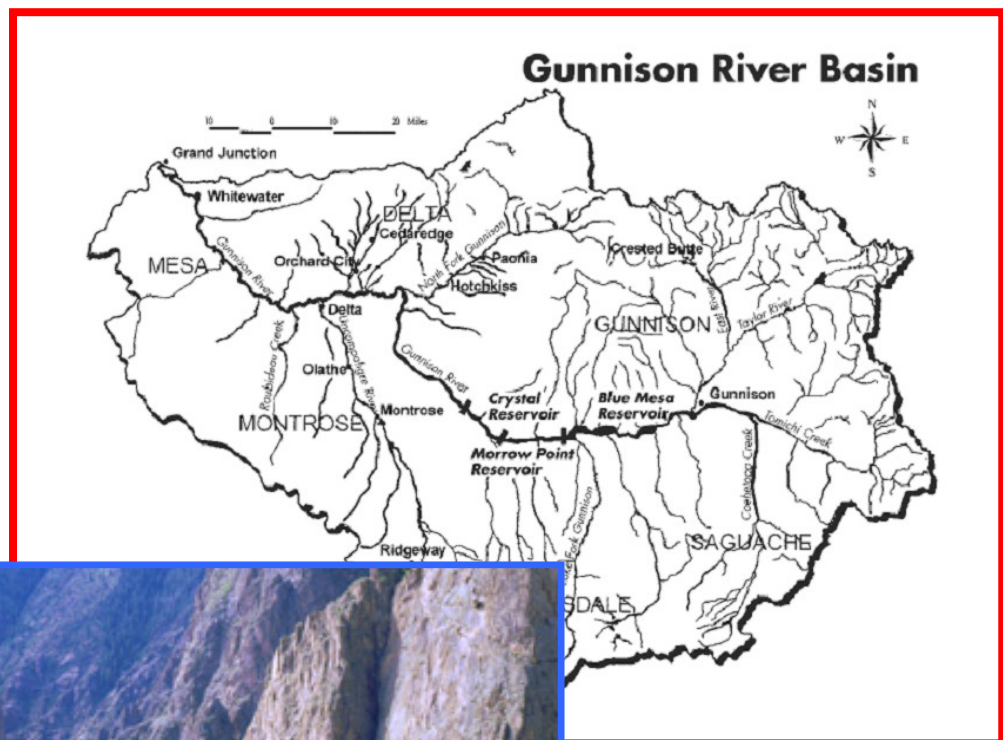 Gunnison River Basin
10 0 10 20 Miles
N
W E
S
Grand Junction
Whitewater
DELTA
Cedaredge
Gunnison River
North Fork Gunnison
Crested Butte
Orchard City
Paonia
MESA
Hotchkiss
East River
Taylor River
Delta
GUNNISON
Roubideau Creek
Uncompahgre River
Gunnison River
Olathe
Crystal
Reservoir
Blue Mesa
Reservoir
Gunnison
Montrose
MONTROSE
Tomichi Creek
Morrow Point
Reservoir
Cochetopa Creek
Fork Gunnison
SAGUACHE
Ridgeway
SDALE